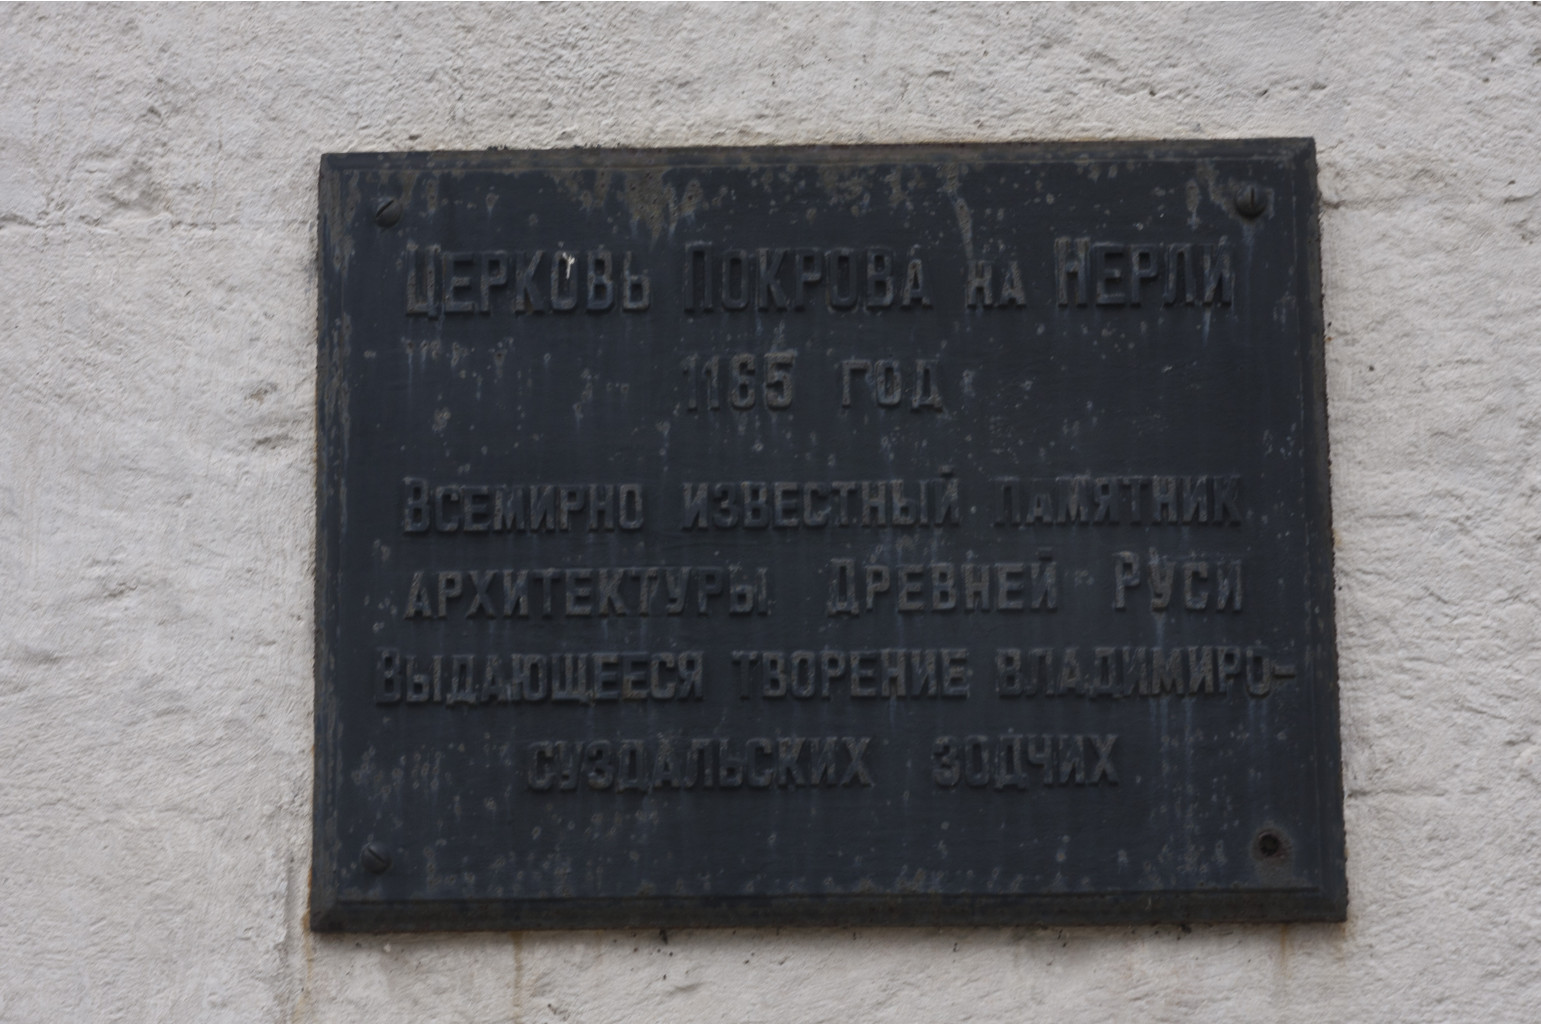 Церковь Покрова на Нерли
1165 год
Всемирно известный памятник
архитектуры Древней Руси
Выдающееся творение владимиро-
суздальских зодчих